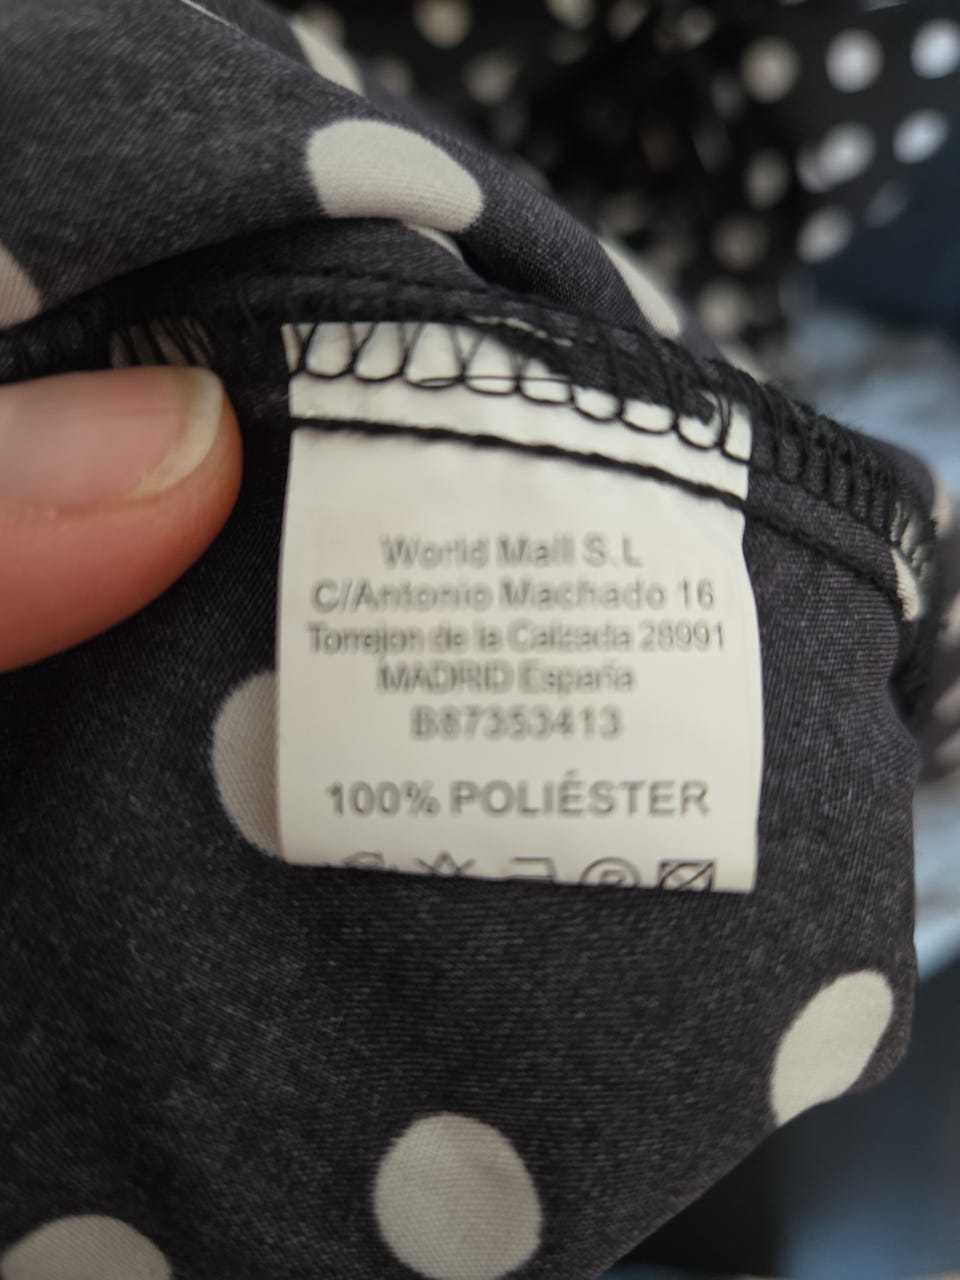 World Mall S.L
C/Antonio Machado 16
Torrejon de la Calzada 28991
MADRID España
B87353413
100% POLIÉSTER